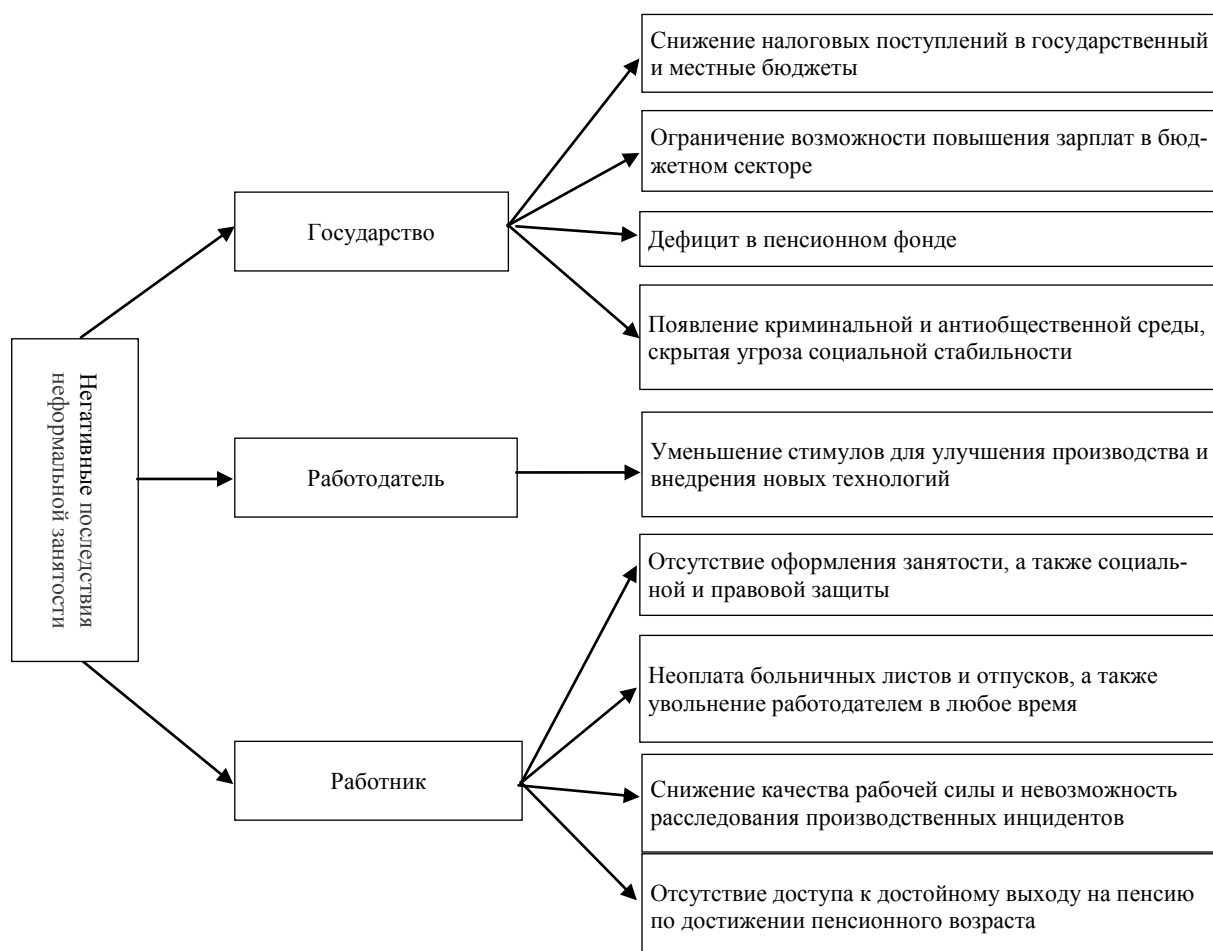 Негативные последствия
неформальной занятости
Государство
Снижение налоговых поступлений в государственный
и местные бюджеты
Ограничение возможности повышения зарплат в бюд-
жетном секторе
Дефицит в пенсионном фонде
Появление криминальной и антиобщественной среды,
скрытая угроза социальной стабильности
Работодатель
Уменьшение стимулов для улучшения производства и
внедрения новых технологий
Работник
Отсутствие оформления занятости, а также социаль-
ной и правовой защиты
Неоплата больничных листов и отпусков, а также
увольнение работодателем в любое время
Снижение качества рабочей силы и невозможность
расследования производственных инцидентов
Отсутствие доступа к достойному выходу на пенсию
по достижении пенсионного возраста